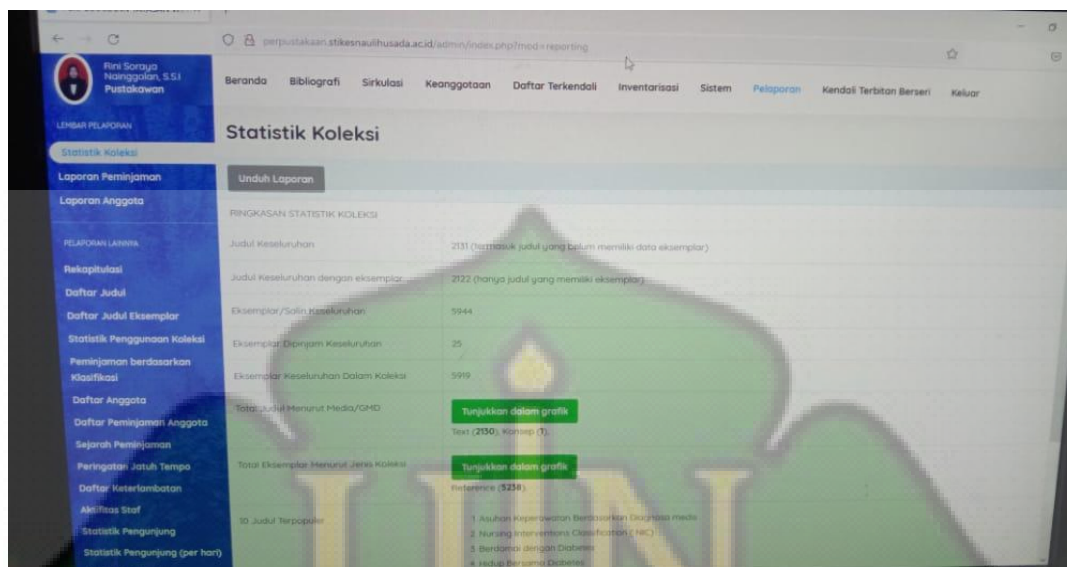 perpustakaan.stikesnaulihusada.ac.id/admin/index.php?mod=reporting
Rini Soraya
Nainggolan, S.S.I
Pustakawan
Beranda Bibliografi Sirkulasi Keanggotaan Daftar Terkendali Inventarisasi Sistem Pelaporan Kendali Terbitan Berseri Keluar
LEMBAR PELAPORAN
Statistik Koleksi
Laporan Peminjaman
Laporan Anggota
PELAPORAN LAINNYA
Rekapitulasi
Daftar Judul
Daftar Judul Eksemplar
Statistik Penggunaan Koleksi
Peminjaman berdasarkan
Klasifikasi
Daftar Anggota
Daftar Peminjaman Anggota
Sejarah Peminjaman
Peringatan Jatuh Tempo
Daftar Keterlambatan
Aktifitas Staf
Statistik Pengunjung
Statistik Pengunjung (per hari)
Statistik Koleksi
Unduh Laporan
RINGKASAN STATISTIK KOLEKSI
Judul Keseluruhan 2131 (termasuk judul yang belum memiliki data eksemplar)
Judul Keseluruhan dengan eksemplar 2122 (hanya judul yang memiliki eksemplar)
Eksemplar/Salin Keseluruhan 5944
Eksemplar Dipinjam Keseluruhan 25
Eksemplar Keseluruhan Dalam Koleksi 5919
Total Judul Menurut Media/GMD Tunjukkan dalam grafik
Text (2130), Konsep (1),
Total Eksemplar Menurut Jenis Koleksi Tunjukkan dalam grafik
Reference (5238),
10 Judul Terpopuler 1 Asuhan Keperawatan Berdasarkan Diagnosa medis
2 Nursing Interventions Classification ( NIC)
3 Berdamai dengan Diabetes
4 Hidup Bersama Diabetes
UIN